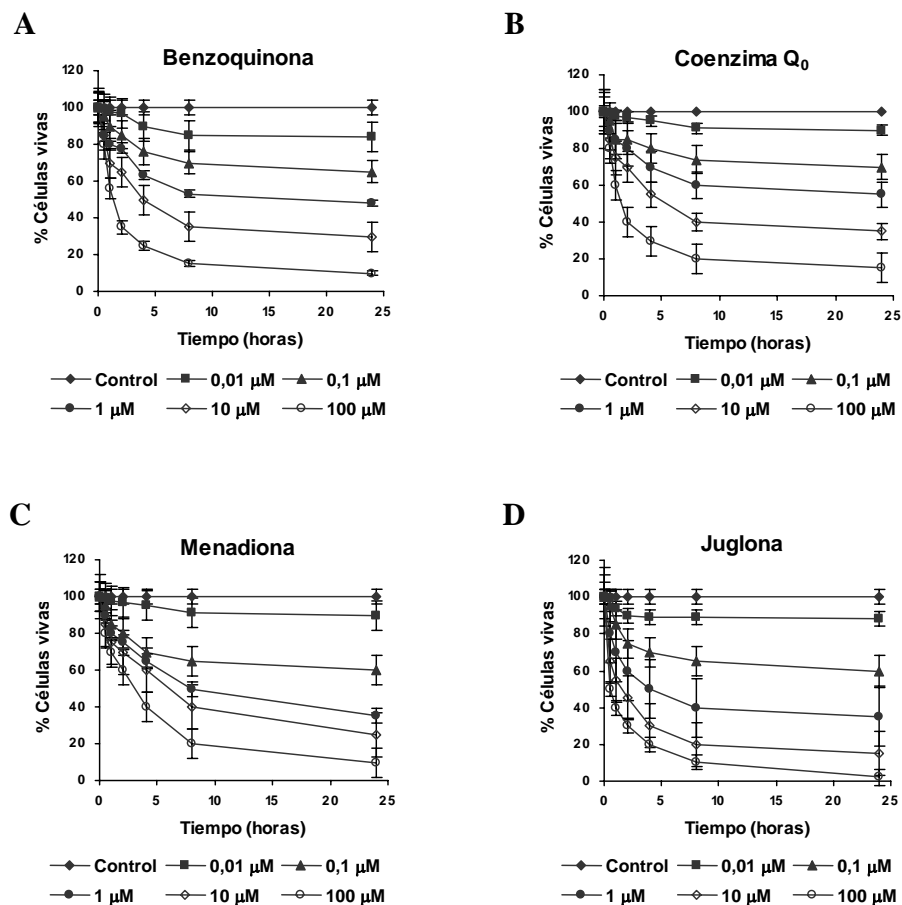 A
Benzoquinona
120
100
80
60
40
20
0
% Células vivas
0 5 10 15 20 25
Tiempo (horas)
Control 0,01 µM 0,1 µM
1 µM 10 µM 100 µM
B
Coenzima Q0
120
100
80
60
40
20
0
% Células vivas
0 5 10 15 20 25
Tiempo (horas)
Control 0,01 µM 0,1 µM
1 µM 10 µM 100 µM
C
Menadiona
120
100
80
60
40
20
0
% Células vivas
0 5 10 15 20 25
Tiempo (horas)
Control 0,01 µM 0,1 µM
1 µM 10 µM 100 µM
D
Juglona
120
100
80
60
40
20
0
% Células vivas
0 5 10 15 20 25
Tiempo (horas)
Control 0,01 µM 0,1 µM
1 µM 10 µM 100 µM